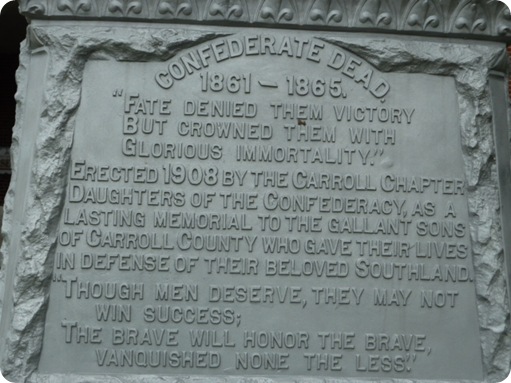 CONFEDERATE DEAD.
1861 – 1865.
"FATE DENIED THEM VICTORY
BUT CROWNED THEM WITH
GLORIOUS IMMORTALITY."
ERECTED 1908 BY THE CARROLL CHAPTER
DAUGHTERS OF THE CONFEDERACY, AS A
LASTING MEMORIAL TO THE GALLANT SONS
OF CARROLL COUNTY WHO GAVE THEIR LIVES
IN DEFENSE OF THEIR BELOVED SOUTHLAND.
"THOUGH MEN DESERVE, THEY MAY NOT
WIN SUCCESS;
THE BRAVE WILL HONOR THE BRAVE,
VANQUISHED NONE THE LESS."